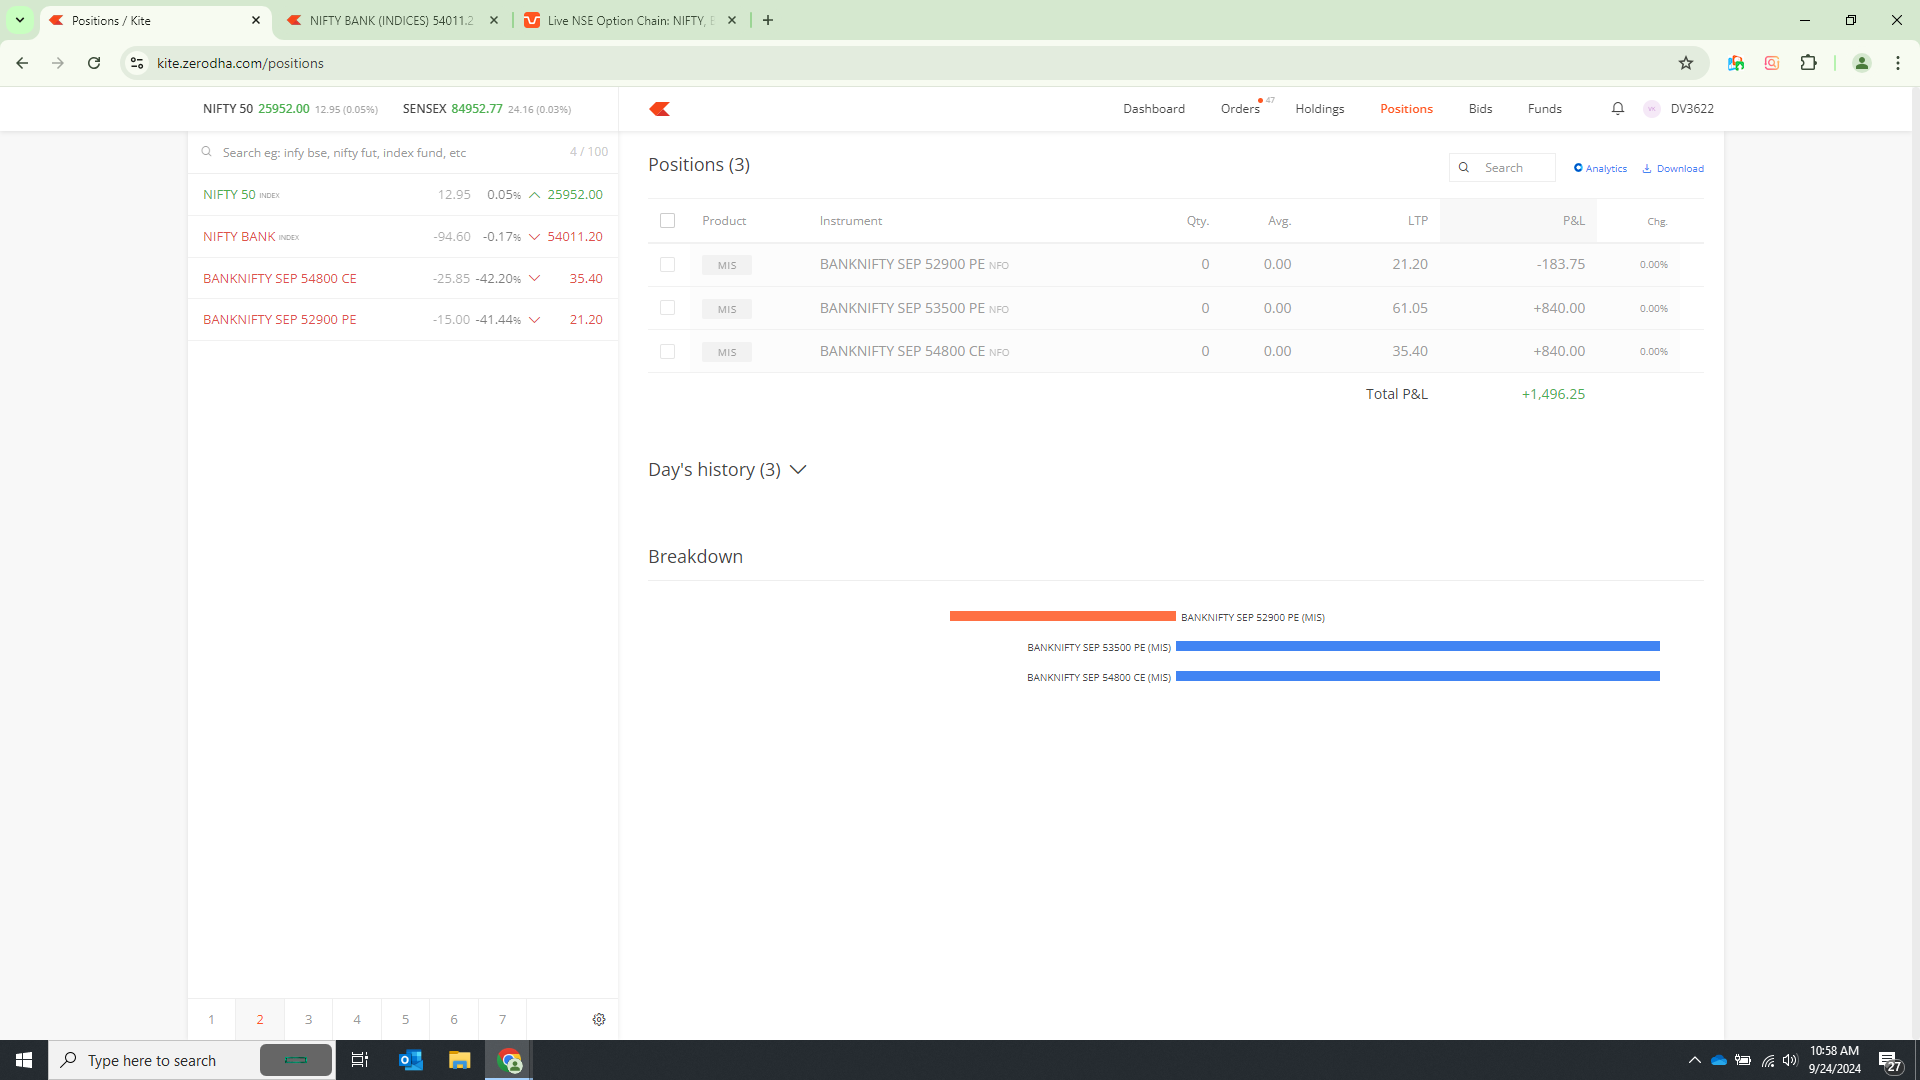 Positions / Kite
NIFTY BANK (INDICES) 54011.2
Live NSE Option Chain: NIFTY,
kite.zerodha.com/positions
NIFTY 50 25952.00 12.95 (0.05%) SENSEX 84952.77 24.16 (0.03%)
Dashboard Orders 47 Holdings Positions Bids Funds DV3622
Search eg: infy bse, nifty fut, index fund, etc 4 / 100
NIFTY 50 INDEX 12.95 0.05% 25952.00
NIFTY BANK INDEX -94.60 -0.17% 54011.20
BANKNIFTY SEP 54800 CE -25.85 -42.20% 35.40
BANKNIFTY SEP 52900 PE -15.00 -41.44% 21.20
1 2 3 4 5 6 7
Positions (3) Search Analytics Download
Product Instrument Qty. Avg. LTP P&L Chg.
MIS BANKNIFTY SEP 52900 PE NFO 0 0.00 21.20 -183.75 0.00%
MIS BANKNIFTY SEP 53500 PE NFO 0 0.00 61.05 +840.00 0.00%
MIS BANKNIFTY SEP 54800 CE NFO 0 0.00 35.40 +840.00 0.00%
Total P&L +1,496.25
Day's history (3)
Breakdown
BANKNIFTY SEP 52900 PE (MIS)
BANKNIFTY SEP 53500 PE (MIS)
BANKNIFTY SEP 54800 CE (MIS)
Type here to search
10:58 AM
9/24/2024
27